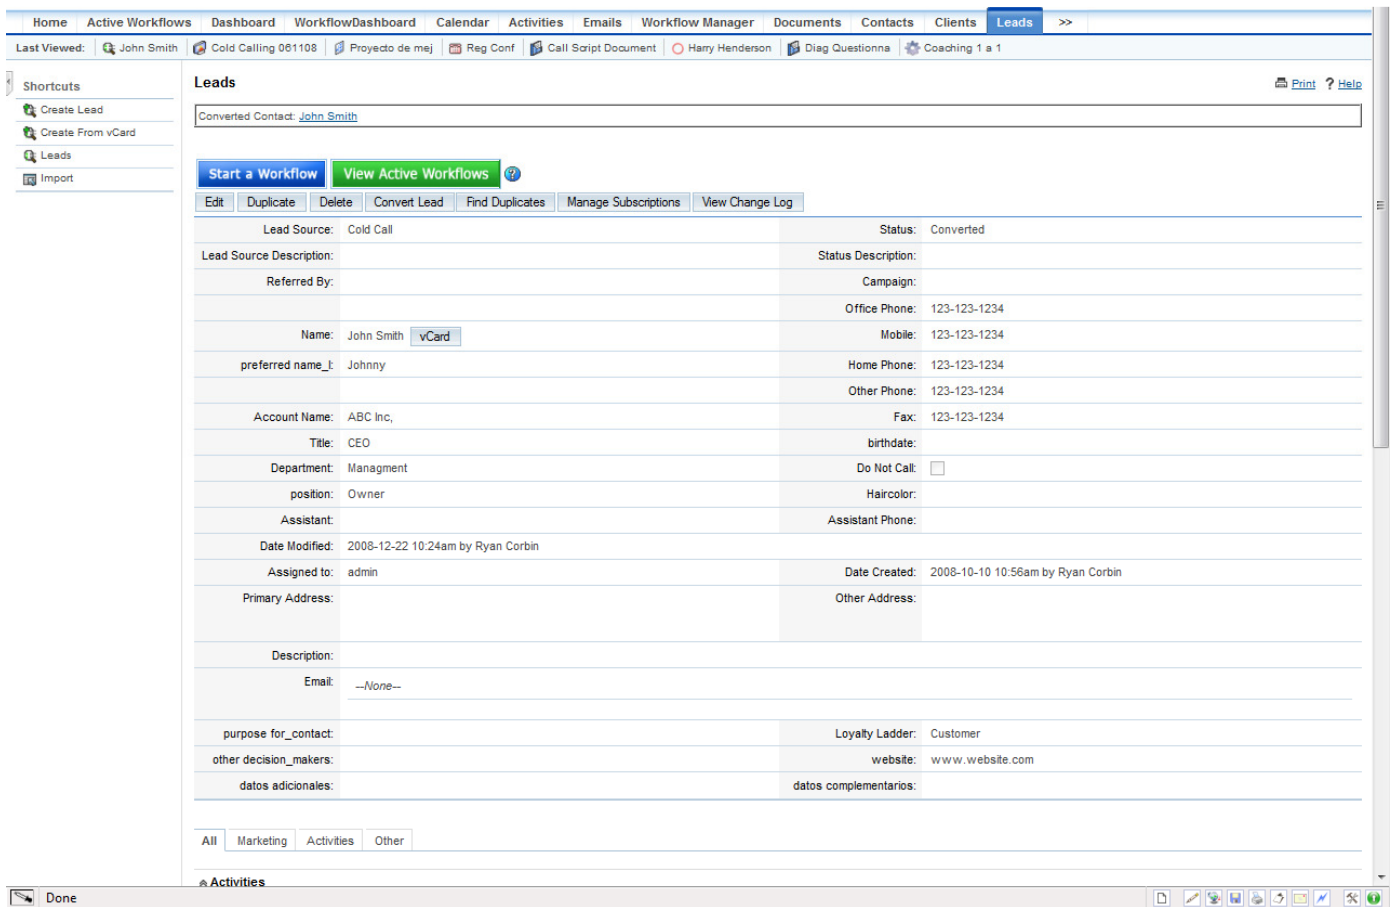 Home Active Workflows Dashboard WorkflowDashboard Calendar Activities Emails Workflow Manager Documents Contacts Clients Leads >>
Last Viewed: John Smith Cold Calling 061108 Proyecto de mej Reg Conf Call Script Document Harry Henderson Diag Questionna Coaching 1 a 1
Shortcuts
Create Lead
Create From vCard
Leads
Import
Leads
Print ? Help
Converted Contact: John Smith
Start a Workflow View Active Workflows ?
Edit Duplicate Delete Convert Lead Find Duplicates Manage Subscriptions View Change Log
Lead Source: Cold Call Status: Converted
Lead Source Description: Status Description:
Referred By: Campaign:
Office Phone: 123-123-1234
Name: John Smith vCard Mobile: 123-123-1234
preferred name_l: Johnny Home Phone: 123-123-1234
Other Phone: 123-123-1234
Account Name: ABC Inc, Fax: 123-123-1234
Title: CEO birthdate:
Department: Managment Do Not Call:
position: Owner Haircolor:
Assistant: Assistant Phone:
Date Modified: 2008-12-22 10:24am by Ryan Corbin
Assigned to: admin Date Created: 2008-10-10 10:56am by Ryan Corbin
Primary Address: Other Address:
Description:
Email: --None--
purpose for_contact: Loyalty Ladder: Customer
other decision_makers: website: www.website.com
datos adicionales: datos complementarios:
All Marketing Activities Other
Activities
Done